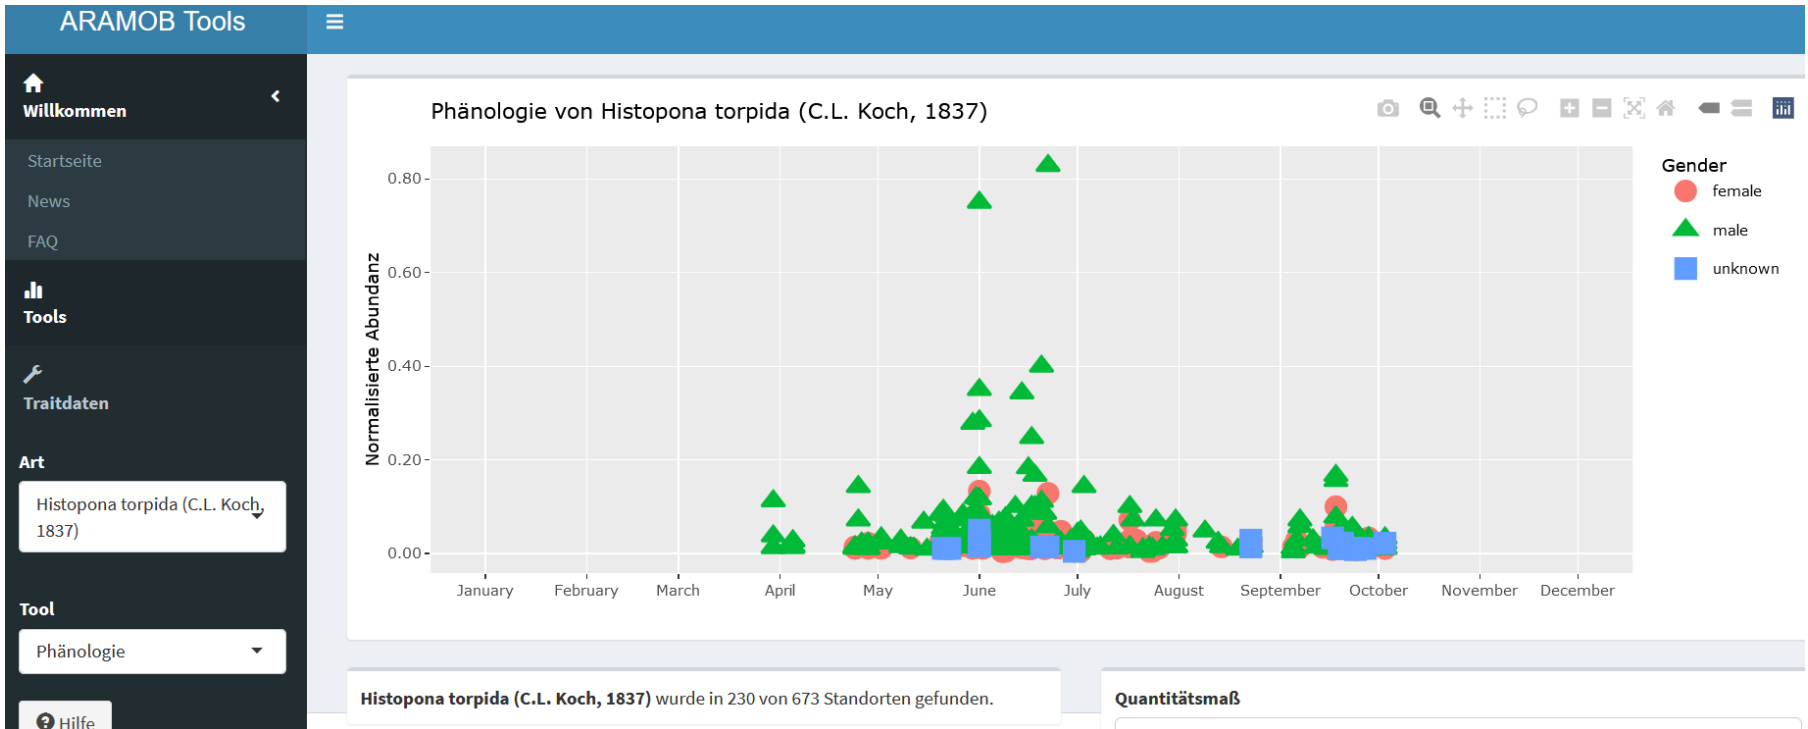 ARAMOB Tools
Willkommen
Startseite
News
FAQ
Tools
Traitdaten
Art
Histopona torpida (C.L. Koch,
1837)
Tool
Phänologie
Hilfe
Phänologie von Histopona torpida (C.L. Koch, 1837)
Normalisierte Abundanz
0.80
0.60
0.40
0.20
0.00
January February March April May June July August September October November December
Gender
female
male
unknown
Histopona torpida (C.L. Koch, 1837) wurde in 230 von 673 Standorten gefunden.
Quantitätsmaß